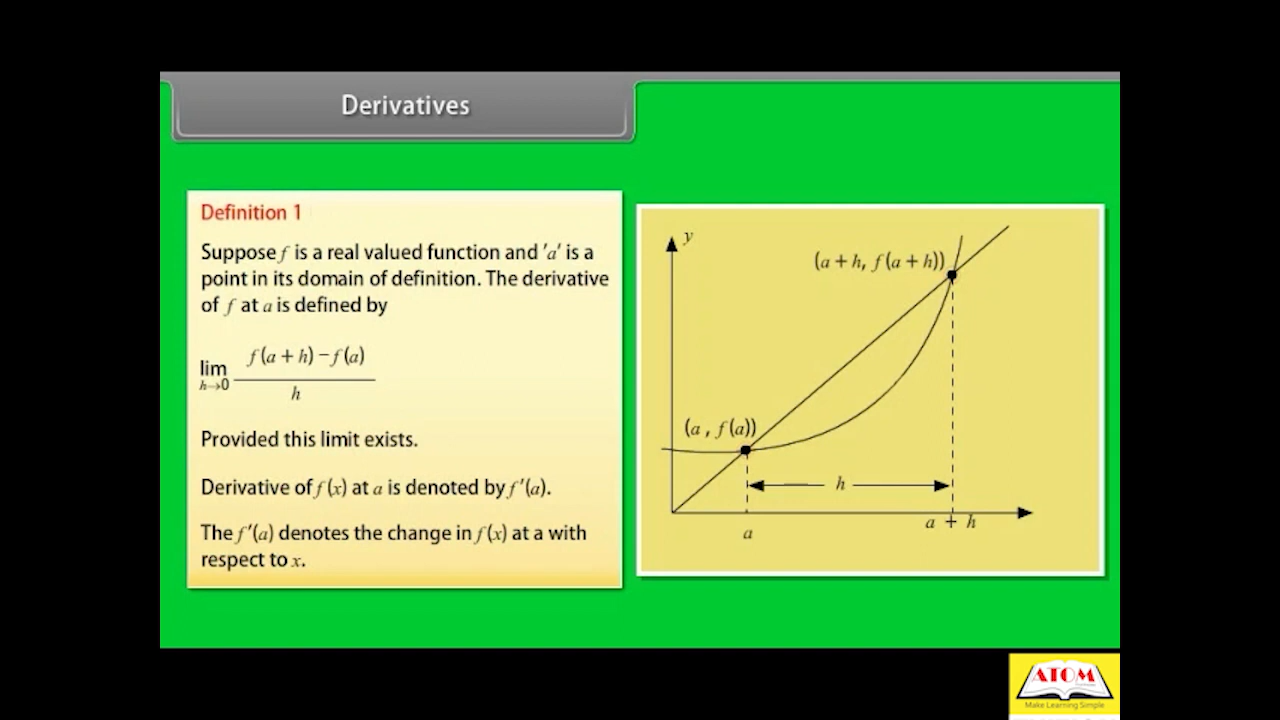 Derivatives
Definition 1
Suppose f is a real valued function and 'a' is a
point in its domain of definition. The derivative
of f at a is defined by
lim h→0 f(a + h) − f(a) / h
Provided this limit exists.
Derivative of f(x) at a is denoted by f'(a).
The f'(a) denotes the change in f(x) at a with
respect to x.
y
(a + h, f(a + h))
(a , f(a))
h
a
a + h
ATOM
Make Learning Simple